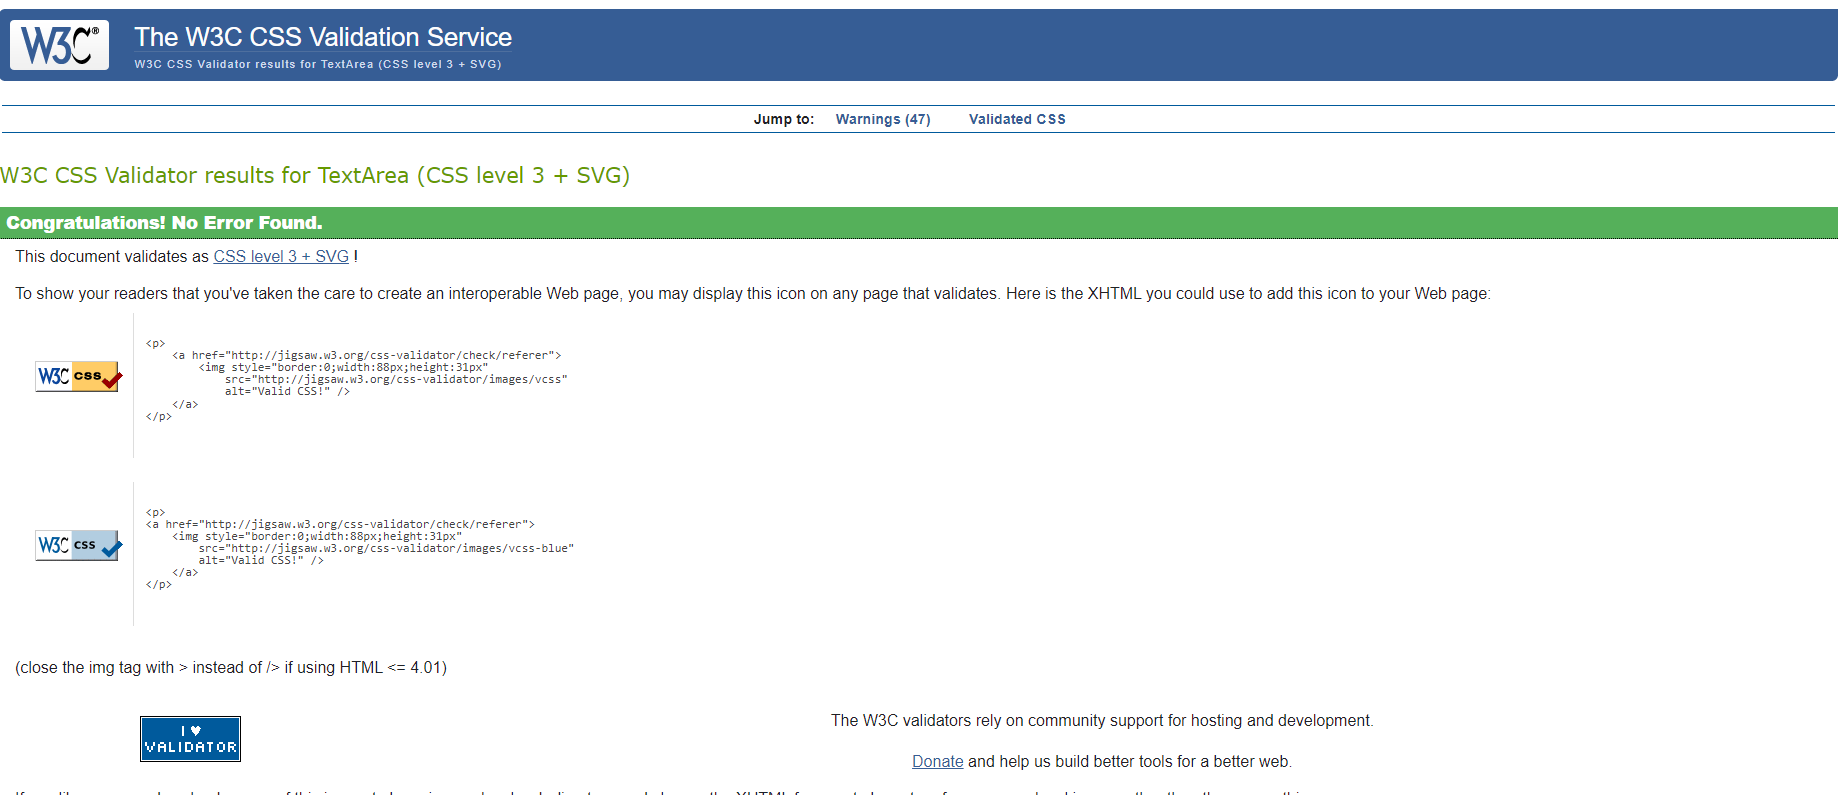 W3C®
The W3C CSS Validation Service
W3C CSS Validator results for TextArea (CSS level 3 + SVG)
Jump to: Warnings (47) Validated CSS
W3C CSS Validator results for TextArea (CSS level 3 + SVG)
Congratulations! No Error Found.
This document validates as CSS level 3 + SVG !
To show your readers that you've taken the care to create an interoperable Web page, you may display this icon on any page that validates. Here is the XHTML you could use to add this icon to your Web page:
W3C css
<p>
<a href="http://jigsaw.w3.org/css-validator/check/referer">
<img style="border:0;width:88px;height:31px"
src="http://jigsaw.w3.org/css-validator/images/vcss"
alt="Valid CSS!" />
</a>
</p>
W3C css
<p>
<a href="http://jigsaw.w3.org/css-validator/check/referer">
<img style="border:0;width:88px;height:31px"
src="http://jigsaw.w3.org/css-validator/images/vcss-blue"
alt="Valid CSS!" />
</a>
</p>
(close the img tag with > instead of /> if using HTML <= 4.01)
I ♥
VALIDATOR
The W3C validators rely on community support for hosting and development.
Donate and help us build better tools for a better web.